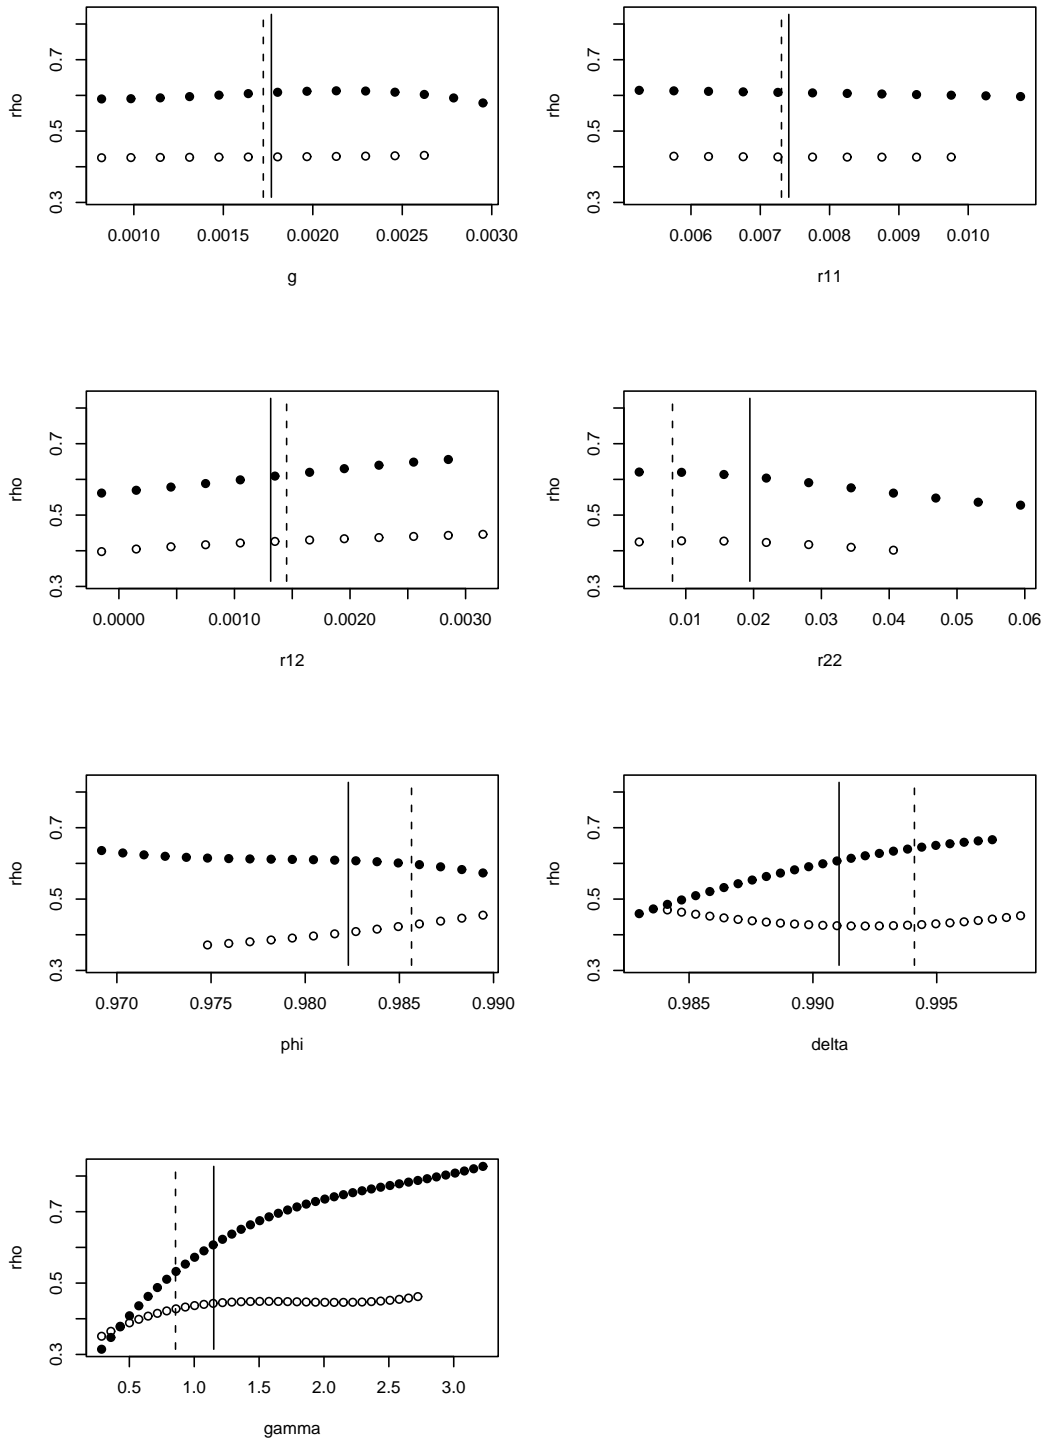 rho
0.3 0.5 0.7
0.0010 0.0015 0.0020 0.0025 0.0030
g
rho
0.3 0.5 0.7
0.006 0.007 0.008 0.009 0.010
r11
rho
0.3 0.5 0.7
0.0000 0.0010 0.0020 0.0030
r12
rho
0.3 0.5 0.7
0.01 0.02 0.03 0.04 0.05 0.06
r22
rho
0.3 0.5 0.7
0.970 0.975 0.980 0.985 0.990
phi
rho
0.3 0.5 0.7
0.985 0.990 0.995
delta
rho
0.3 0.5 0.7
0.5 1.0 1.5 2.0 2.5 3.0
gamma